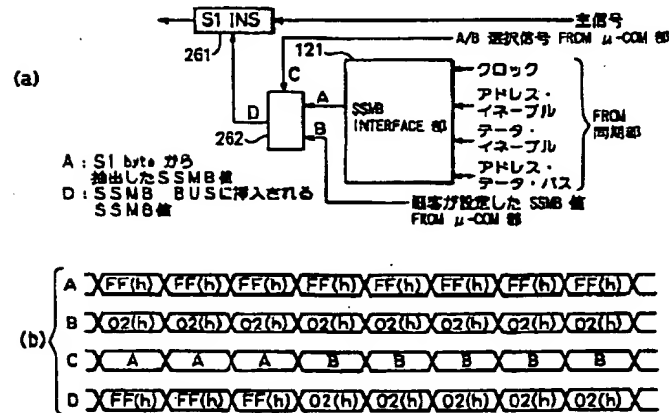 S1 INS
主信号
261
A/B 選択信号 FROM μ-COM 部
121
(a)
C
クロック
D
A
SSMB
INTERFACE 部
アドレス・
イネーブル
FROM
同期部
B
データ・
イネーブル
262
アドレス・
データ・バス
A : S1 byte から
抽出したSSMB値
D : SSMB BUSに挿入される
SSMB値
顧客が設定した SSMB 値
FROM μ-COM 部
(b)
A FF(h) FF(h) FF(h) FF(h) FF(h) FF(h) FF(h) FF(h)
B 02(h) 02(h) 02(h) 02(h) 02(h) 02(h) 02(h) 02(h)
C A A A B B B B B
D FF(h) FF(h) FF(h) 02(h) 02(h) 02(h) 02(h) 02(h)